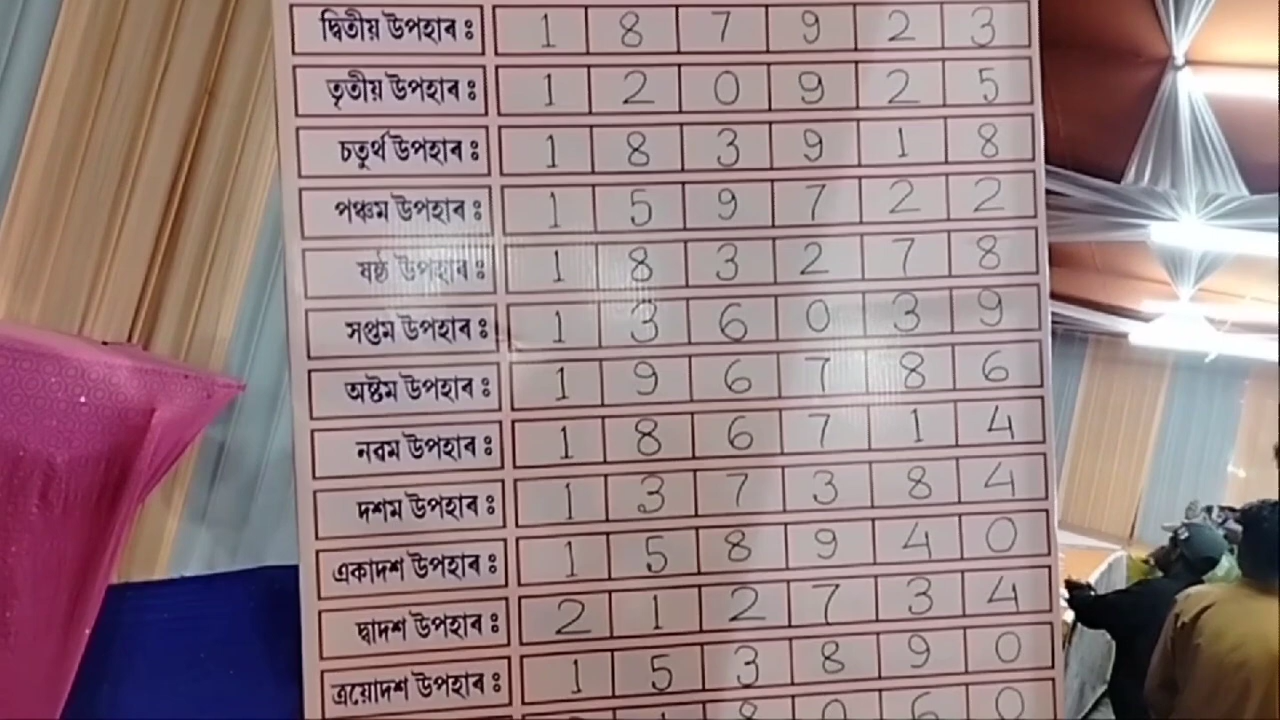 দ্বিতীয় উপহাৰ ঃ 1 8 7 9 2 3
তৃতীয় উপহাৰ ঃ 1 2 0 9 2 5
চতুৰ্থ উপহাৰ ঃ 1 8 3 9 1 8
পঞ্চম উপহাৰ ঃ 1 5 9 7 2 2
ষষ্ঠ উপহাৰ ঃ 1 8 3 2 7 8
সপ্তম উপহাৰ ঃ 1 3 6 0 3 9
অষ্টম উপহাৰ ঃ 1 9 6 7 8 6
নবম উপহাৰ ঃ 1 8 6 7 1 4
দশম উপহাৰ ঃ 1 3 7 3 8 4
একাদশ উপহাৰ ঃ 1 5 8 9 4 0
দ্বাদশ উপহাৰ ঃ 2 1 2 7 3 4
ত্ৰয়োদশ উপহাৰ ঃ 1 5 3 8 9 0